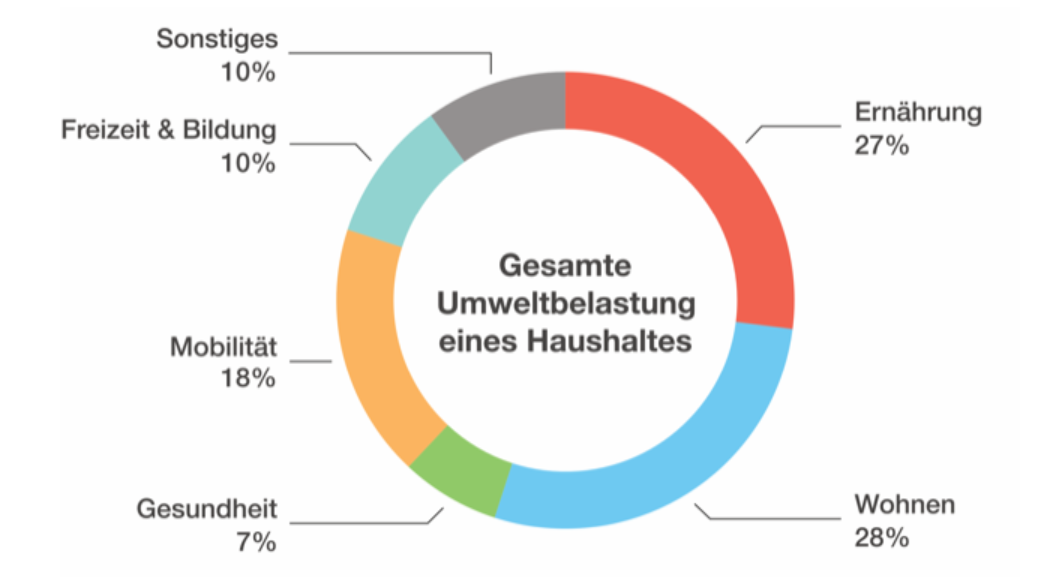 Sonstiges
10%
Freizeit & Bildung
10%
Mobilität
18%
Gesundheit
7%
Gesamte
Umweltbelastung
eines Haushaltes
Ernährung
27%
Wohnen
28%